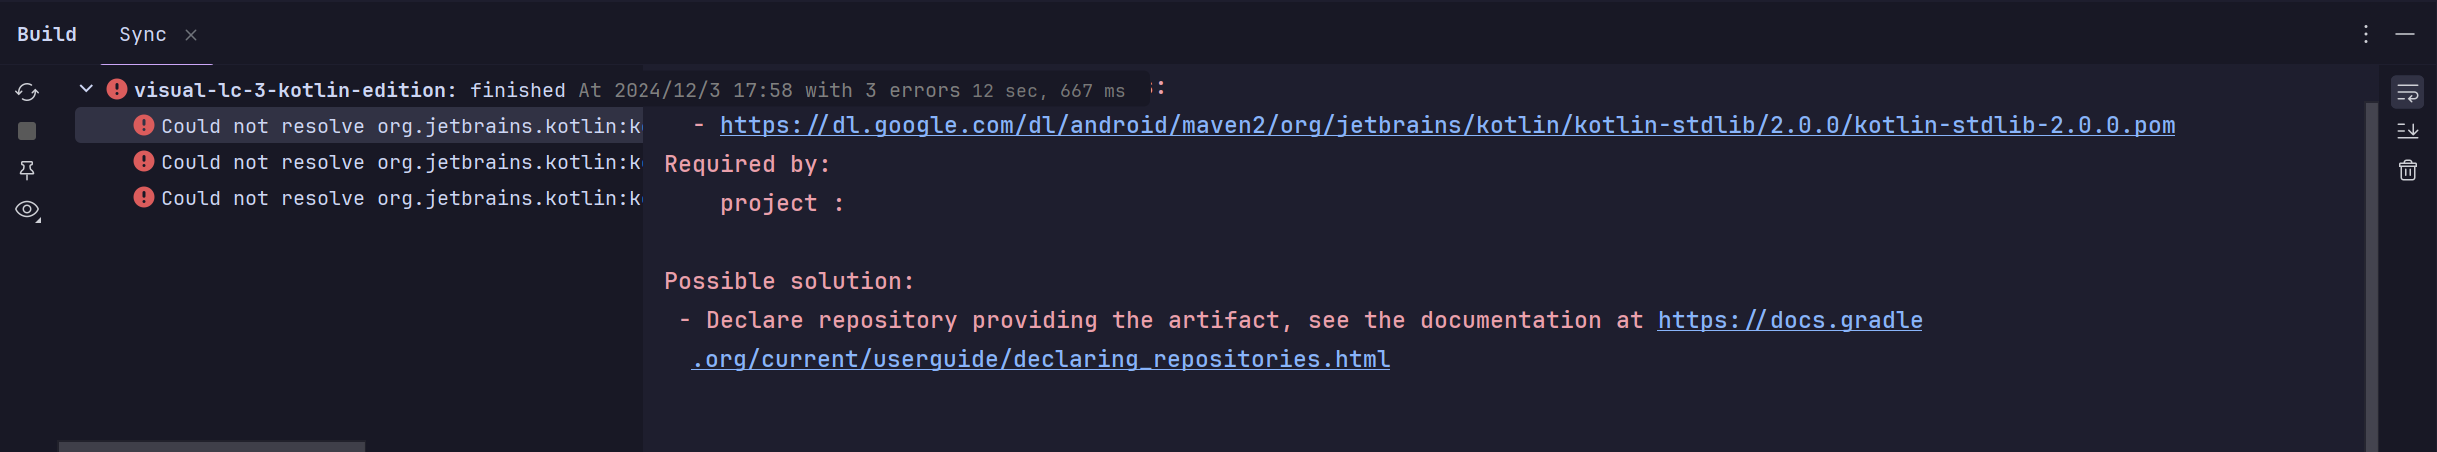 Build Sync
visual-lc-3-kotlin-edition: finished At 2024/12/3 17:58 with 3 errors 12 sec, 667 ms
Could not resolve org.jetbrains.kotlin:k
Could not resolve org.jetbrains.kotlin:k
Could not resolve org.jetbrains.kotlin:k
:
- https://dl.google.com/dl/android/maven2/org/jetbrains/kotlin/kotlin-stdlib/2.0.0/kotlin-stdlib-2.0.0.pom
Required by:
project :
Possible solution:
- Declare repository providing the artifact, see the documentation at https://docs.gradle
.org/current/userguide/declaring_repositories.html